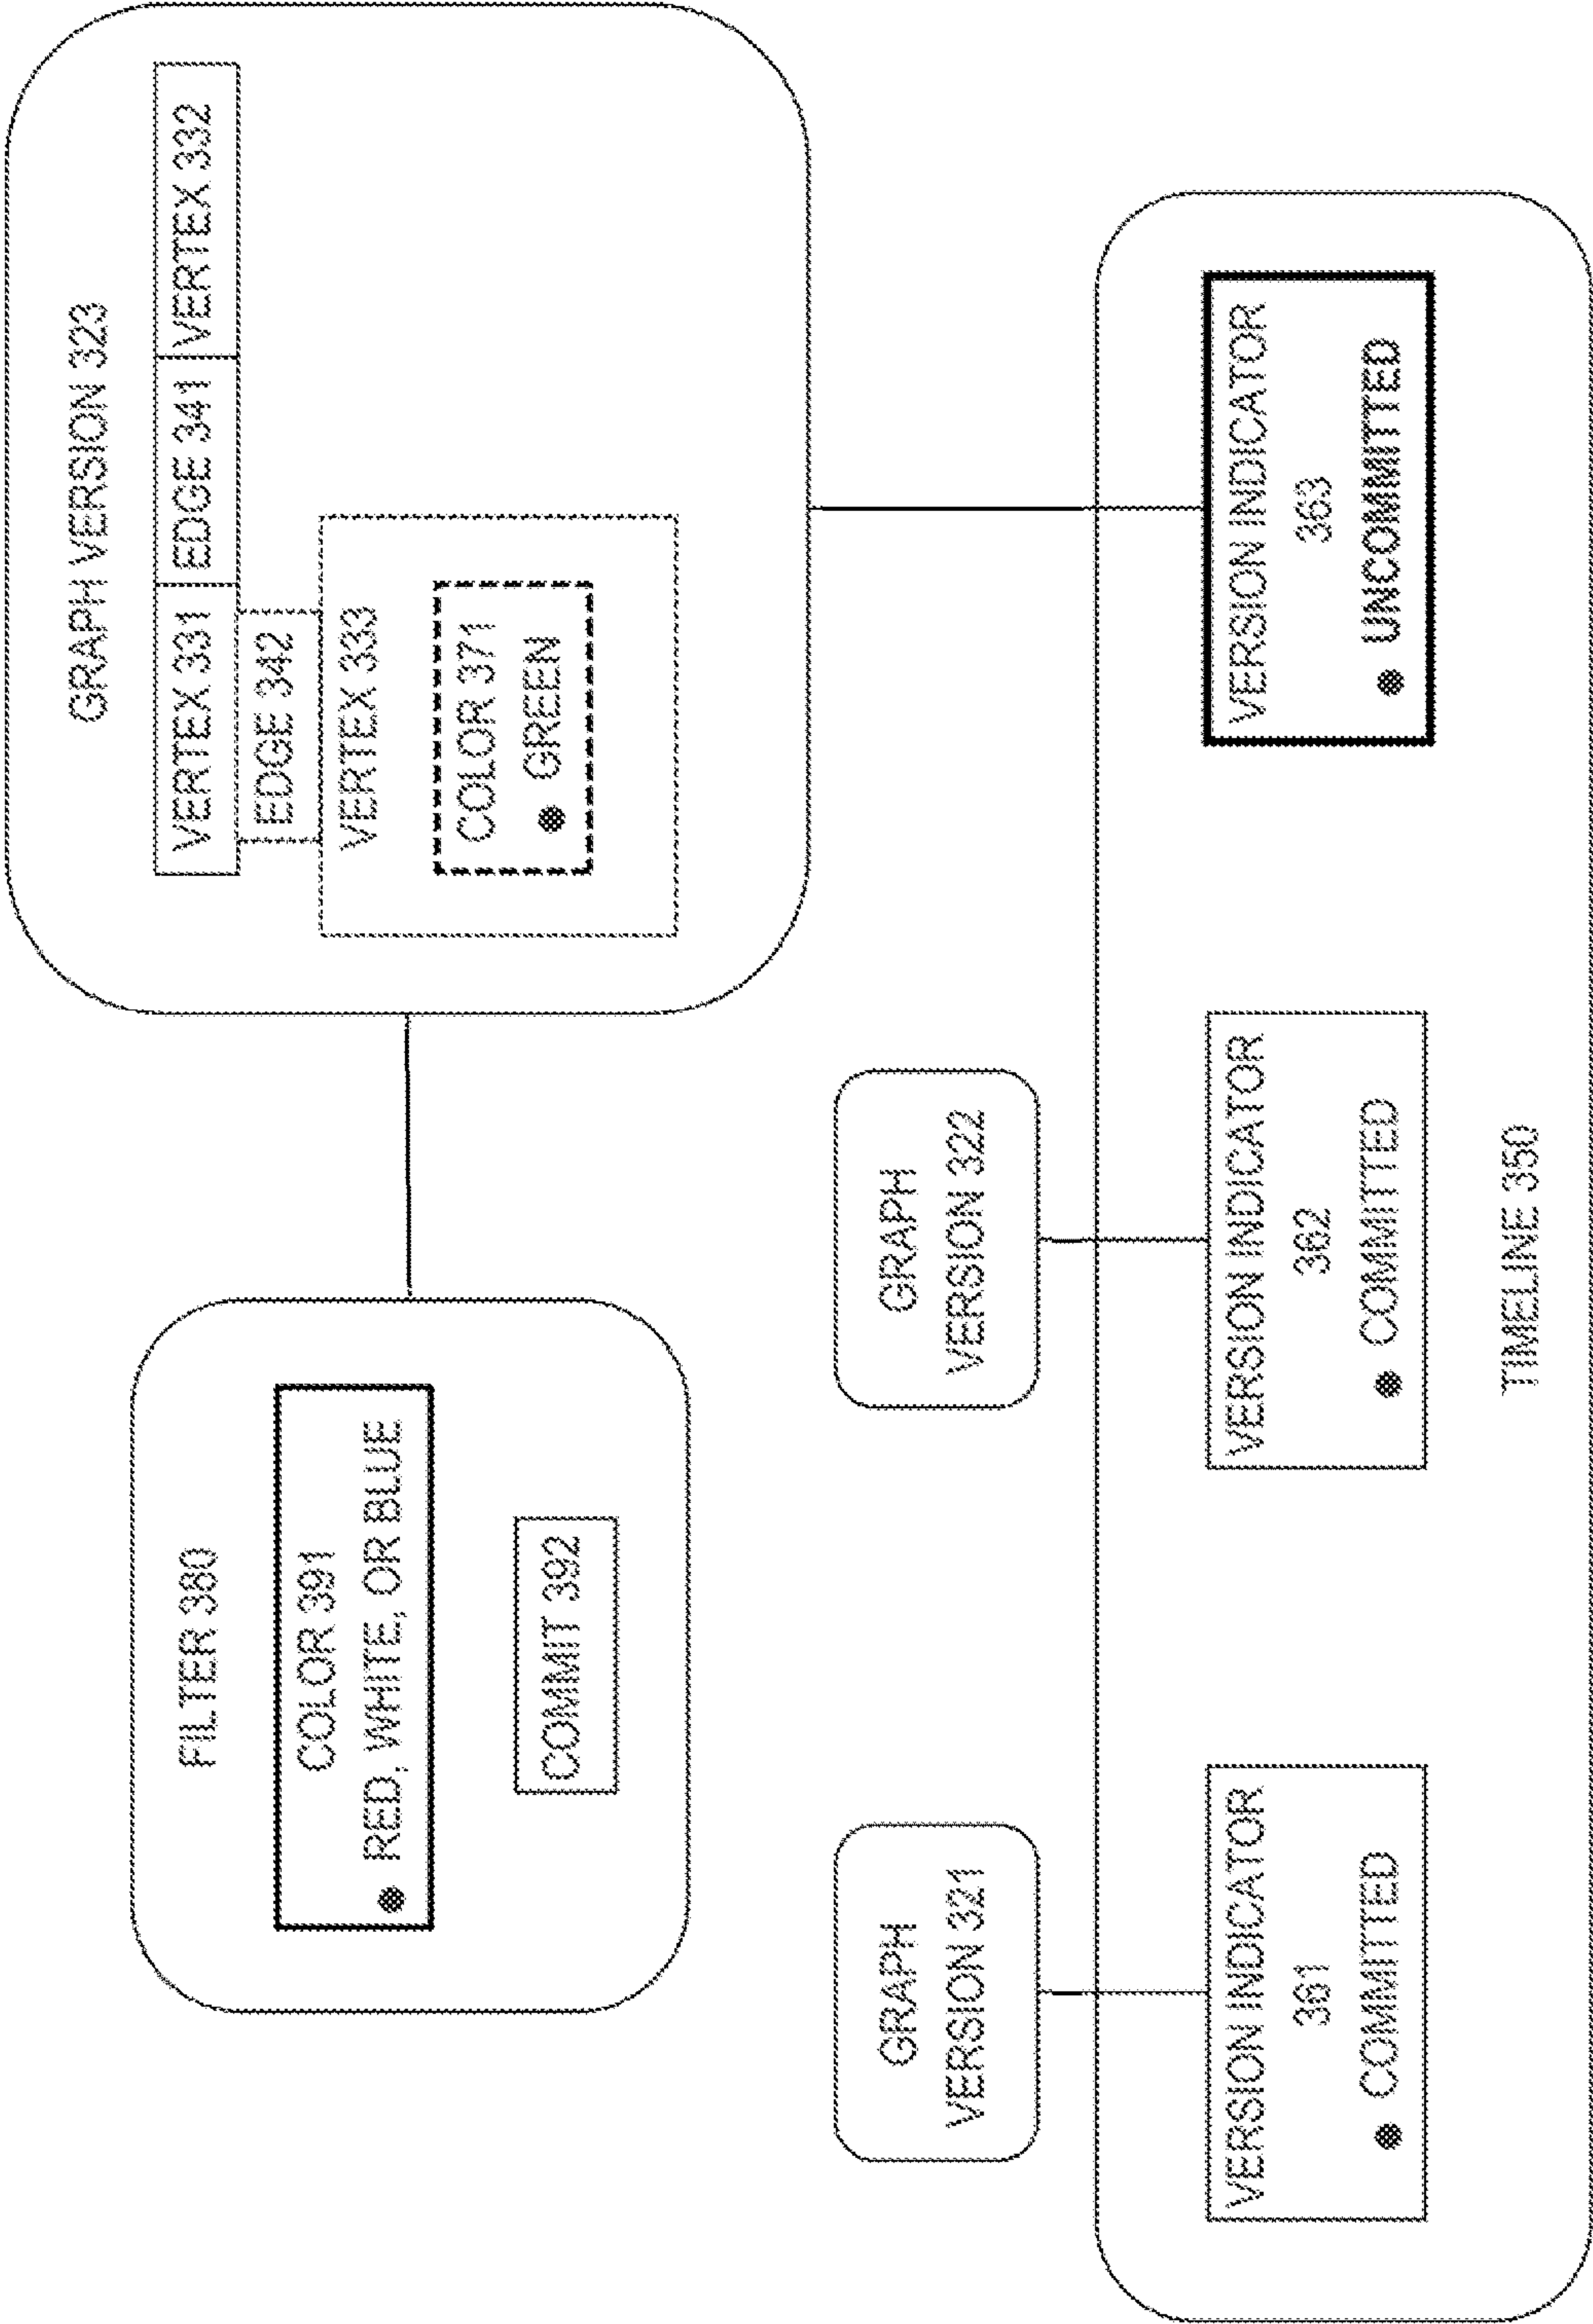 FILTER 380
COLOR 391
● RED, WHITE, OR BLUE
COMMIT 392
GRAPH VERSION 323
VERTEX 331
EDGE 341
VERTEX 332
EDGE 342
VERTEX 333
COLOR 371
● GREEN
GRAPH
VERSION 321
GRAPH
VERSION 322
VERSION INDICATOR
361
● COMMITTED
VERSION INDICATOR
362
● COMMITTED
VERSION INDICATOR
363
● UNCOMMITTED
TIMELINE 350